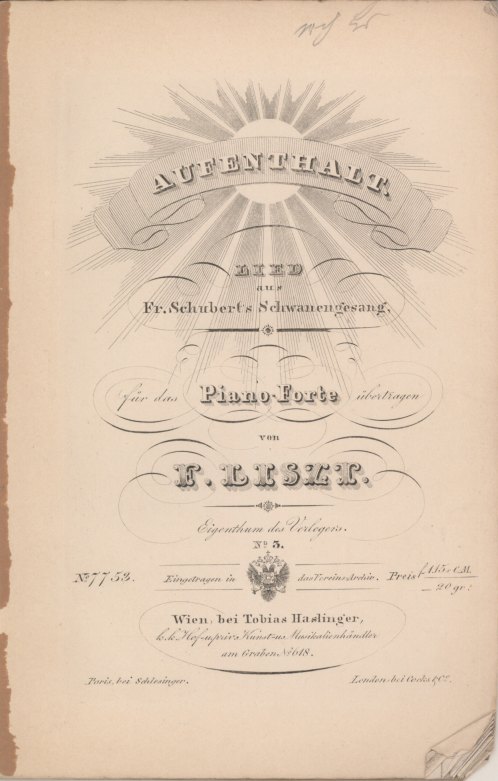 AUFENTHALT.
LIED
aus
Fr. Schubert's Schwanengesang,
für das Piano-Forte übertragen
von
F. LISZT.
Eigenthum des Verlegers.
No 3.
No 7753. Eingetragen in das Vereins Archiv. Preis f 1.15 x C.M.
20 gr:
Wien, bei Tobias Haslinger,
k.k. Hof- u. priv. Kunst- u. Musikalienhändler
am Graben No 618.
Paris, bei Schlesinger. London, bei Cocks & Co.